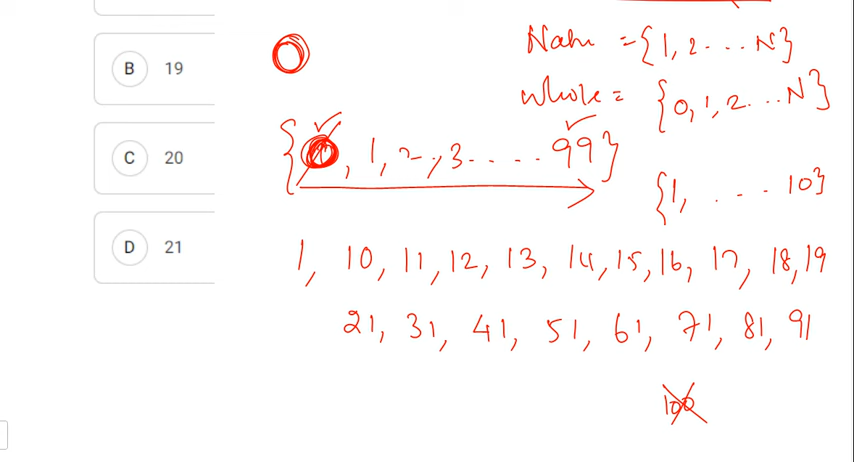 B 19
C 20
D 21
Natu = {1, 2 ... N}
Whole = {0, 1, 2 ... N}
, 1, 2, 3 .... 99}
{1, ... 10}
1, 10, 11, 12, 13, 14, 15, 16, 17, 18, 19
21, 31, 41, 51, 61, 71, 81, 91
100